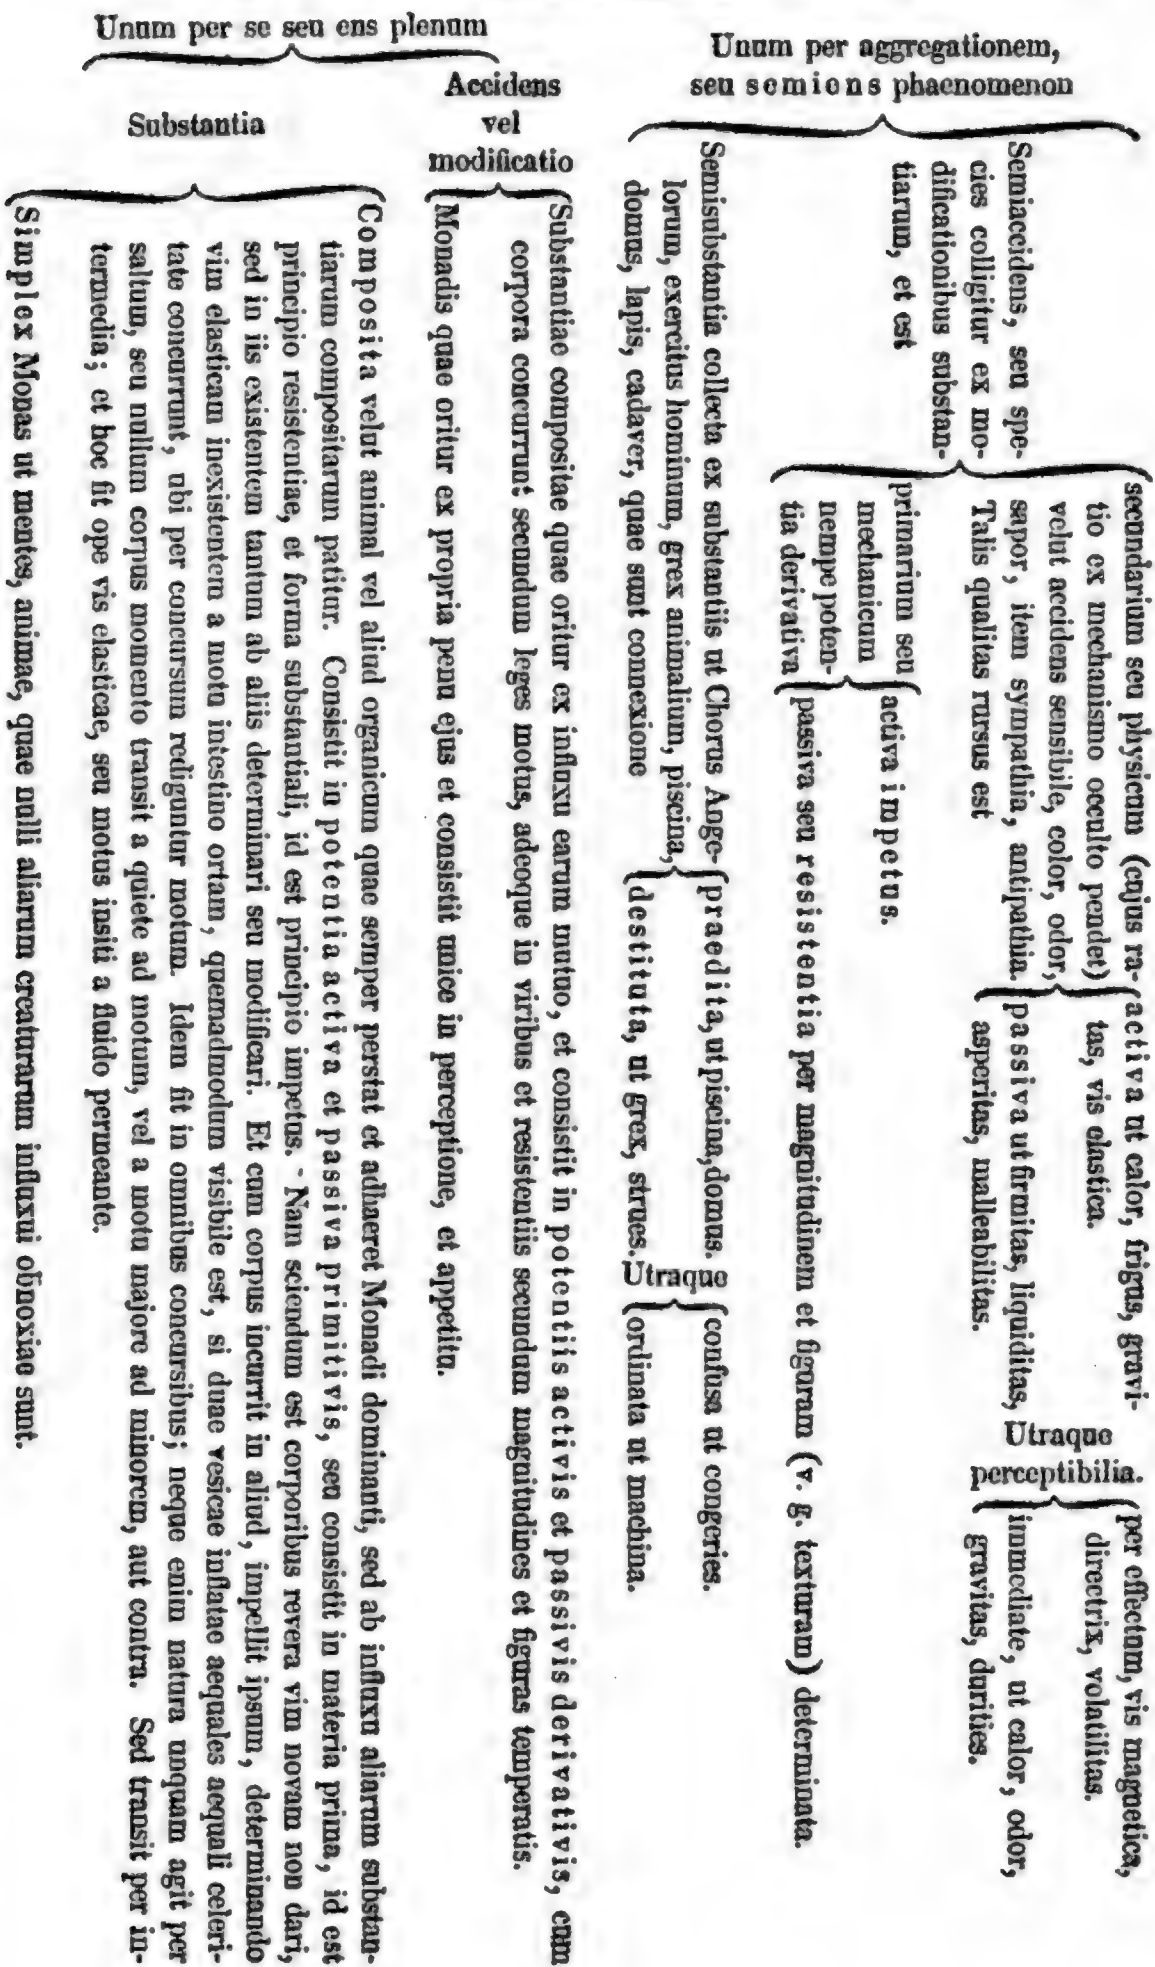 Unum per se seu ens plenum
Substantia
Simplex Monas ut mentes, animae, quae nulli aliarum creaturarum influxui obnoxiae sunt.
Composita velut animal vel aliud organicum quae semper perstat et adhaeret Monadi dominanti, sed ab influxu aliarum substan-
tiarum compositarum patitur. Consistit in potentia activa et passiva primitivis, seu consistit in materia prima, id est
principio resistentiae, et forma substantiali, id est principio impetus. - Nam sciendum est corporibus revera vim novam non dari,
sed in iis existentem tantum ab aliis determinari seu modificari. Et cum corpus incurrit in aliud, impellit ipsum, determinando
vim elasticam inexistentem a motu intestino ortam, quemadmodum visibile est, si duae vesicae inflatae aequales aequali celeri-
tate concurrunt, ubi per concursum rediguntur motum. Idem fit in omnibus concursibus; neque enim natura unquam agit per
saltum, seu nullum corpus momento transit a quiete ad motum, vel a motu majore ad minorem, aut contra. Sed transit per in-
termedia; et hoc fit ope vis elasticae, seu motus insiti a fluido permeante.
Accidens
vel
modificatio
Monadis quae oritur ex propria penu ejus et consistit unice in perceptione, et appetitu.
Substantiae compositae quae oritur ex influxu earum mutuo, et consistit in potentiis activis et passivis derivativis, cum
corpora concurrunt secundum leges motus, adeoque in viribus et resistentiis secundum magnitudines et figuras temperatis.
Unum per aggregationem,
seu semiens phaenomenon
Semisubstantia collecta ex substantiis ut Chorus Ange-
lorum, exercitus hominum, grex animalium, piscina,
domus, lapis, cadaver, quae sunt connexione
praedita, ut piscina, domus.
destituta, ut grex, strues.
Utraque
confusa ut congeries.
ordinata ut machina.
Semiaccidens, seu spe-
cies colligitur ex mo-
dificationibus substan-
tiarum, et est
primarium seu
mechanicum
nempe poten-
tia derivativa
activa impetus.
passiva seu resistentia per magnitudinem et figuram (v. g. texturam) determinata.
secundarium seu physicum (cujus ra-
tio ex mechanismo occulto pendet)
velut accidens sensibile, color, odor,
sapor, item sympathia, antipathia.
Talis qualitas rursus est
activa ut calor, frigus, gravi-
tas, vis elastica.
passiva ut firmitas, liquiditas,
asperitas, malleabilitas.
Utraque
perceptibilia.
per effectum, vis magnetica,
directrix, volatilitas.
immediate, ut calor, odor,
gravitas, durities.